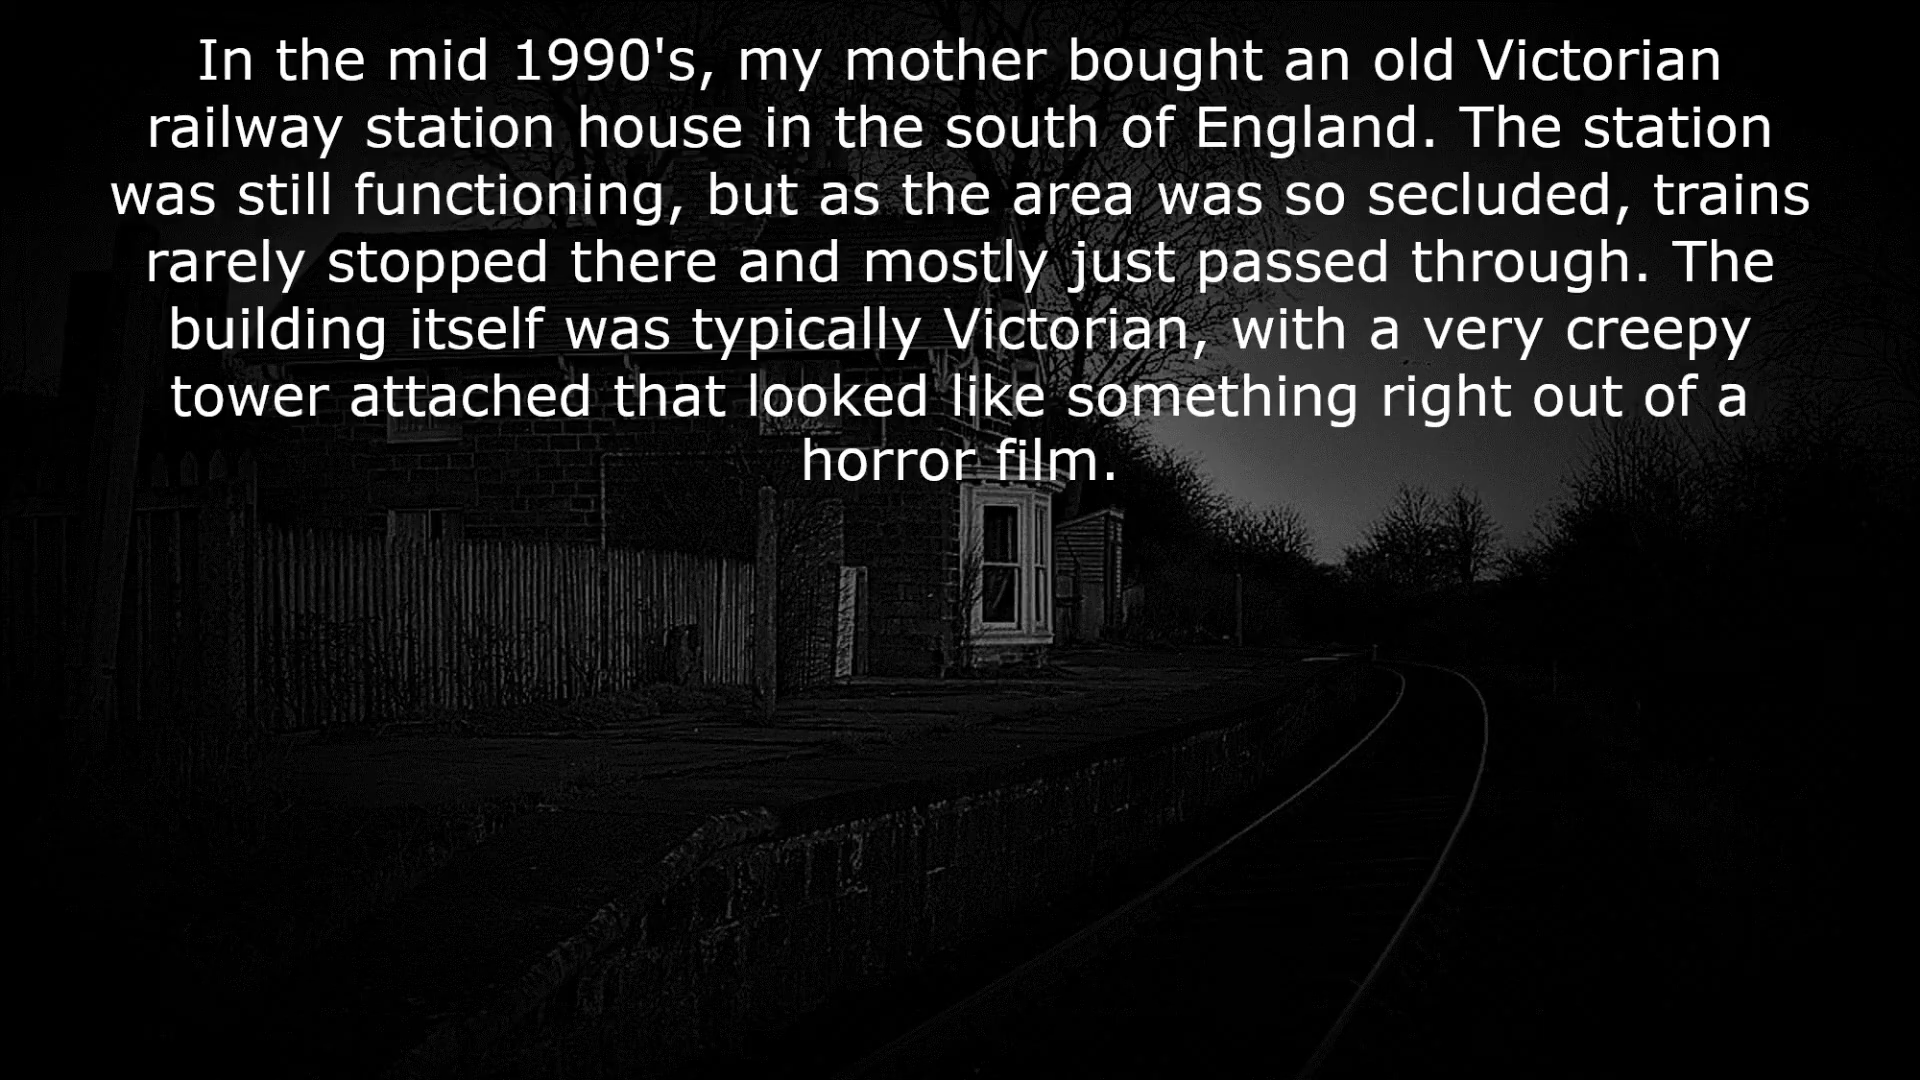 In the mid 1990's, my mother bought an old Victorian
railway station house in the south of England. The station
was still functioning, but as the area was so secluded, trains
rarely stopped there and mostly just passed through. The
building itself was typically Victorian, with a very creepy
tower attached that looked like something right out of a
horror film.